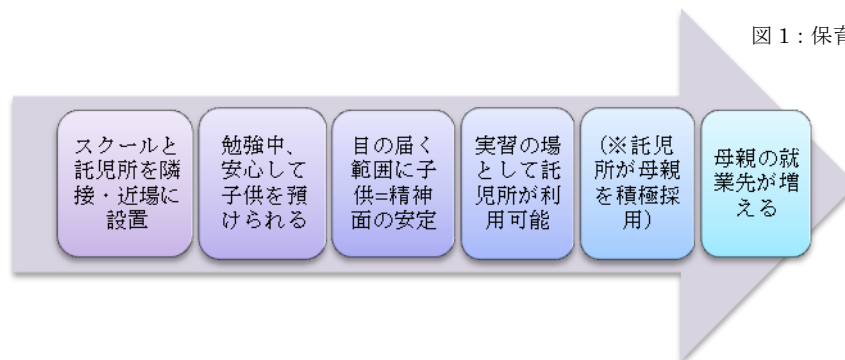 図1:保育
スクールと
託児所を隣
接・近場に
設置
勉強中、
安心して
子供を預
けられる
目の届く
範囲に子
供=精神
面の安定
実習の場
として託
児所が利
用可能
(※託児
所が母親
を積極採
用)
母親の就
業先が増
える